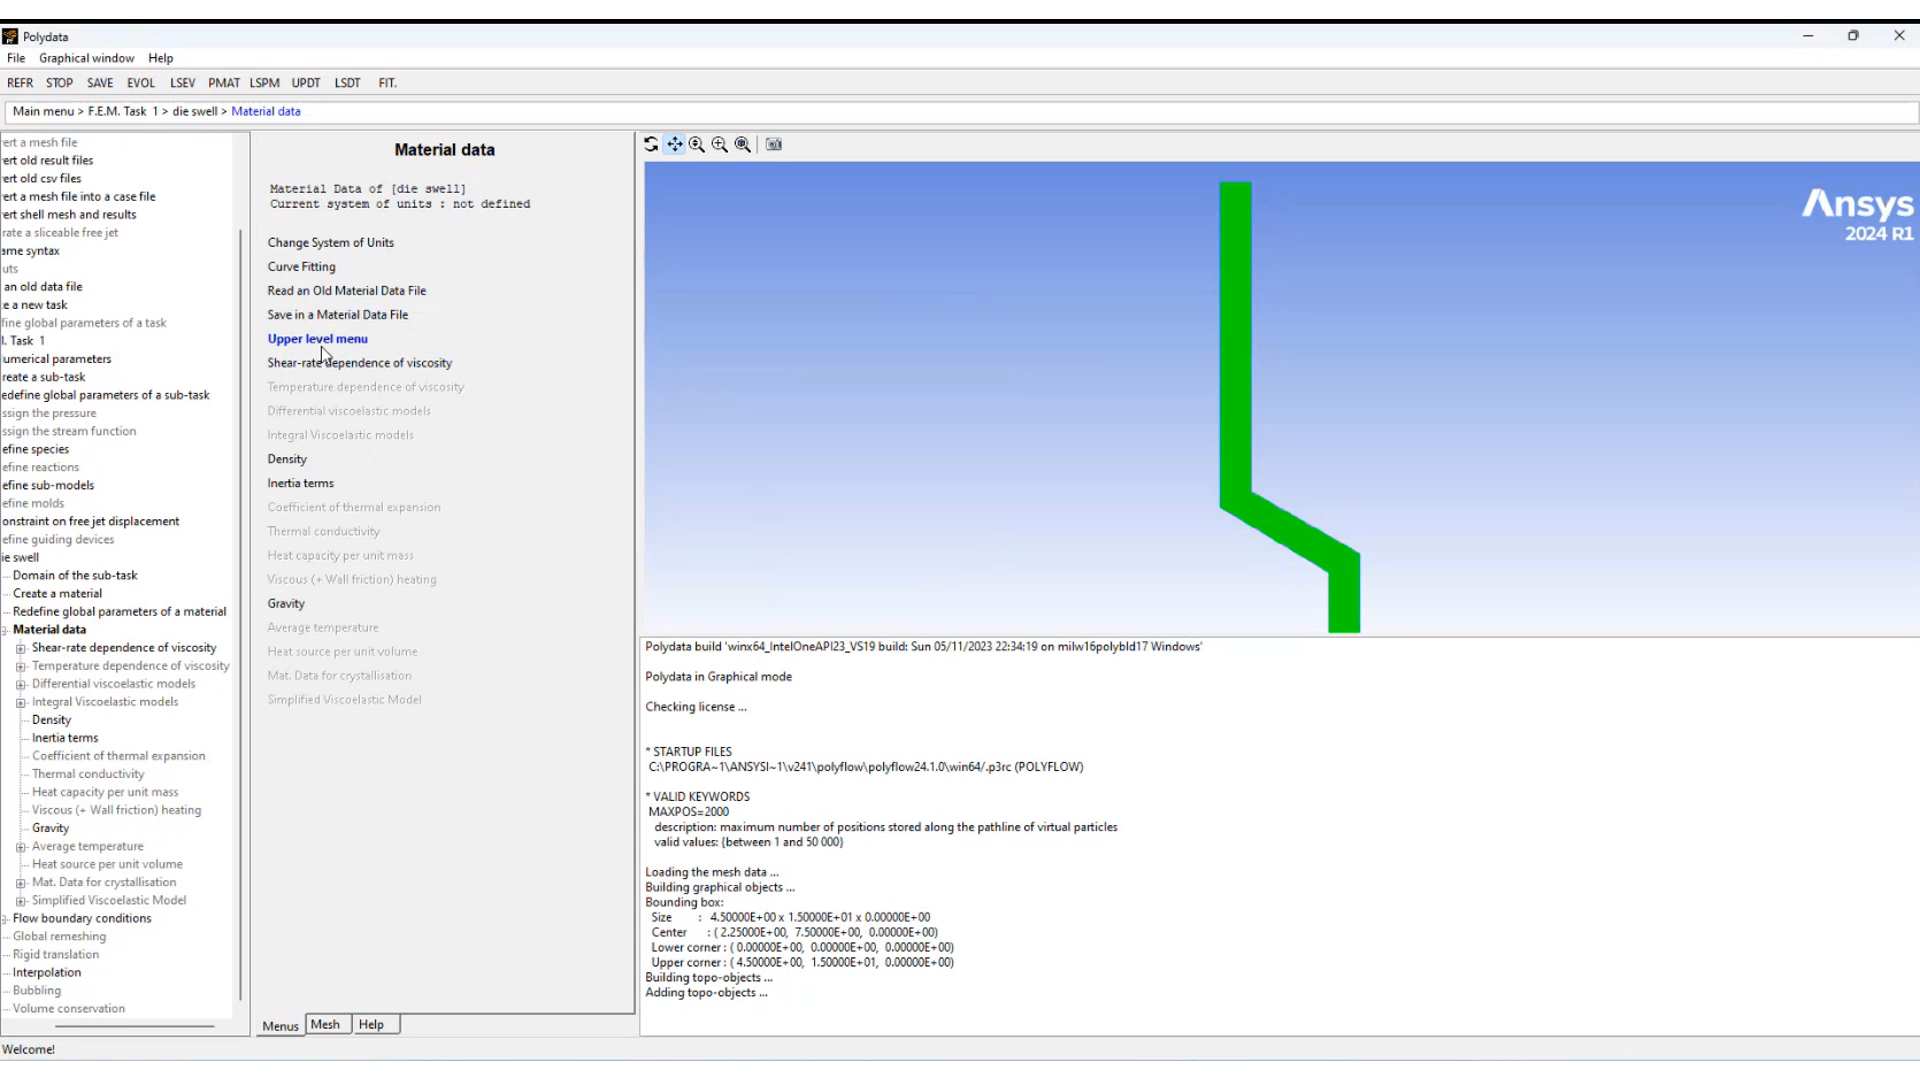 Polydata
File Graphical window Help
REFR STOP SAVE EVOL LSEV PMAT LSPM UPDT LSDT FIT.
Main menu > F.E.M. Task 1 > die swell > Material data
ert a mesh file
ert old result files
ert old csv files
ert a mesh file into a case file
ert shell mesh and results
rate a sliceable free jet
ame syntax
uts
an old data file
e a new task
fine global parameters of a task
. Task 1
umerical parameters
reate a sub-task
edefine global parameters of a sub-task
ssign the pressure
ssign the stream function
efine species
efine reactions
efine sub-models
efine molds
onstraint on free jet displacement
efine guiding devices
ie swell
Domain of the sub-task
Create a material
Redefine global parameters of a material
Material data
Shear-rate dependence of viscosity
Temperature dependence of viscosity
Differential viscoelastic models
Integral Viscoelastic models
Density
Inertia terms
Coefficient of thermal expansion
Thermal conductivity
Heat capacity per unit mass
Viscous (+ Wall friction) heating
Gravity
Average temperature
Heat source per unit volume
Mat. Data for crystallisation
Simplified Viscoelastic Model
Flow boundary conditions
Global remeshing
Rigid translation
Interpolation
Bubbling
Volume conservation
Material data
Material Data of [die swell]
Current system of units : not defined
Change System of Units
Curve Fitting
Read an Old Material Data File
Save in a Material Data File
Upper level menu
Shear-rate dependence of viscosity
Temperature dependence of viscosity
Differential viscoelastic models
Integral Viscoelastic models
Density
Inertia terms
Coefficient of thermal expansion
Thermal conductivity
Heat capacity per unit mass
Viscous (+ Wall friction) heating
Gravity
Average temperature
Heat source per unit volume
Mat. Data for crystallisation
Simplified Viscoelastic Model
Menus Mesh Help
Ansys
2024 R1
Polydata build 'winx64_IntelOneAPI23_VS19 build: Sun 05/11/2023 22:34:19 on milw16polybld17 Windows'
Polydata in Graphical mode
Checking license ...
* STARTUP FILES
C:\PROGRA~1\ANSYSI~1\v241\polyflow\polyflow24.1.0\win64/.p3rc (POLYFLOW)
* VALID KEYWORDS
MAXPOS=2000
description: maximum number of positions stored along the pathline of virtual particles
valid values: {between 1 and 50 000}
Loading the mesh data ...
Building graphical objects ...
Bounding box:
Size : 4.50000E+00 x 1.50000E+01 x 0.00000E+00
Center : ( 2.25000E+00, 7.50000E+00, 0.00000E+00)
Lower corner : ( 0.00000E+00, 0.00000E+00, 0.00000E+00)
Upper corner : ( 4.50000E+00, 1.50000E+01, 0.00000E+00)
Building topo-objects ...
Adding topo-objects ...
Welcome!